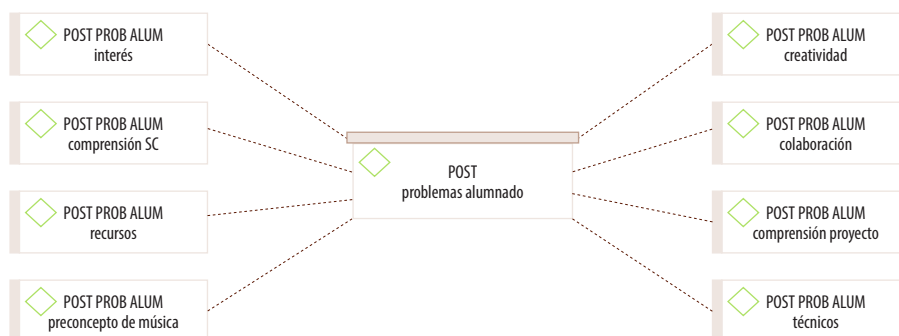 POST PROB ALUM
interés
POST PROB ALUM
comprensión SC
POST PROB ALUM
recursos
POST PROB ALUM
preconcepto de música
POST
problemas alumnado
POST PROB ALUM
creatividad
POST PROB ALUM
colaboración
POST PROB ALUM
comprensión proyecto
POST PROB ALUM
técnicos